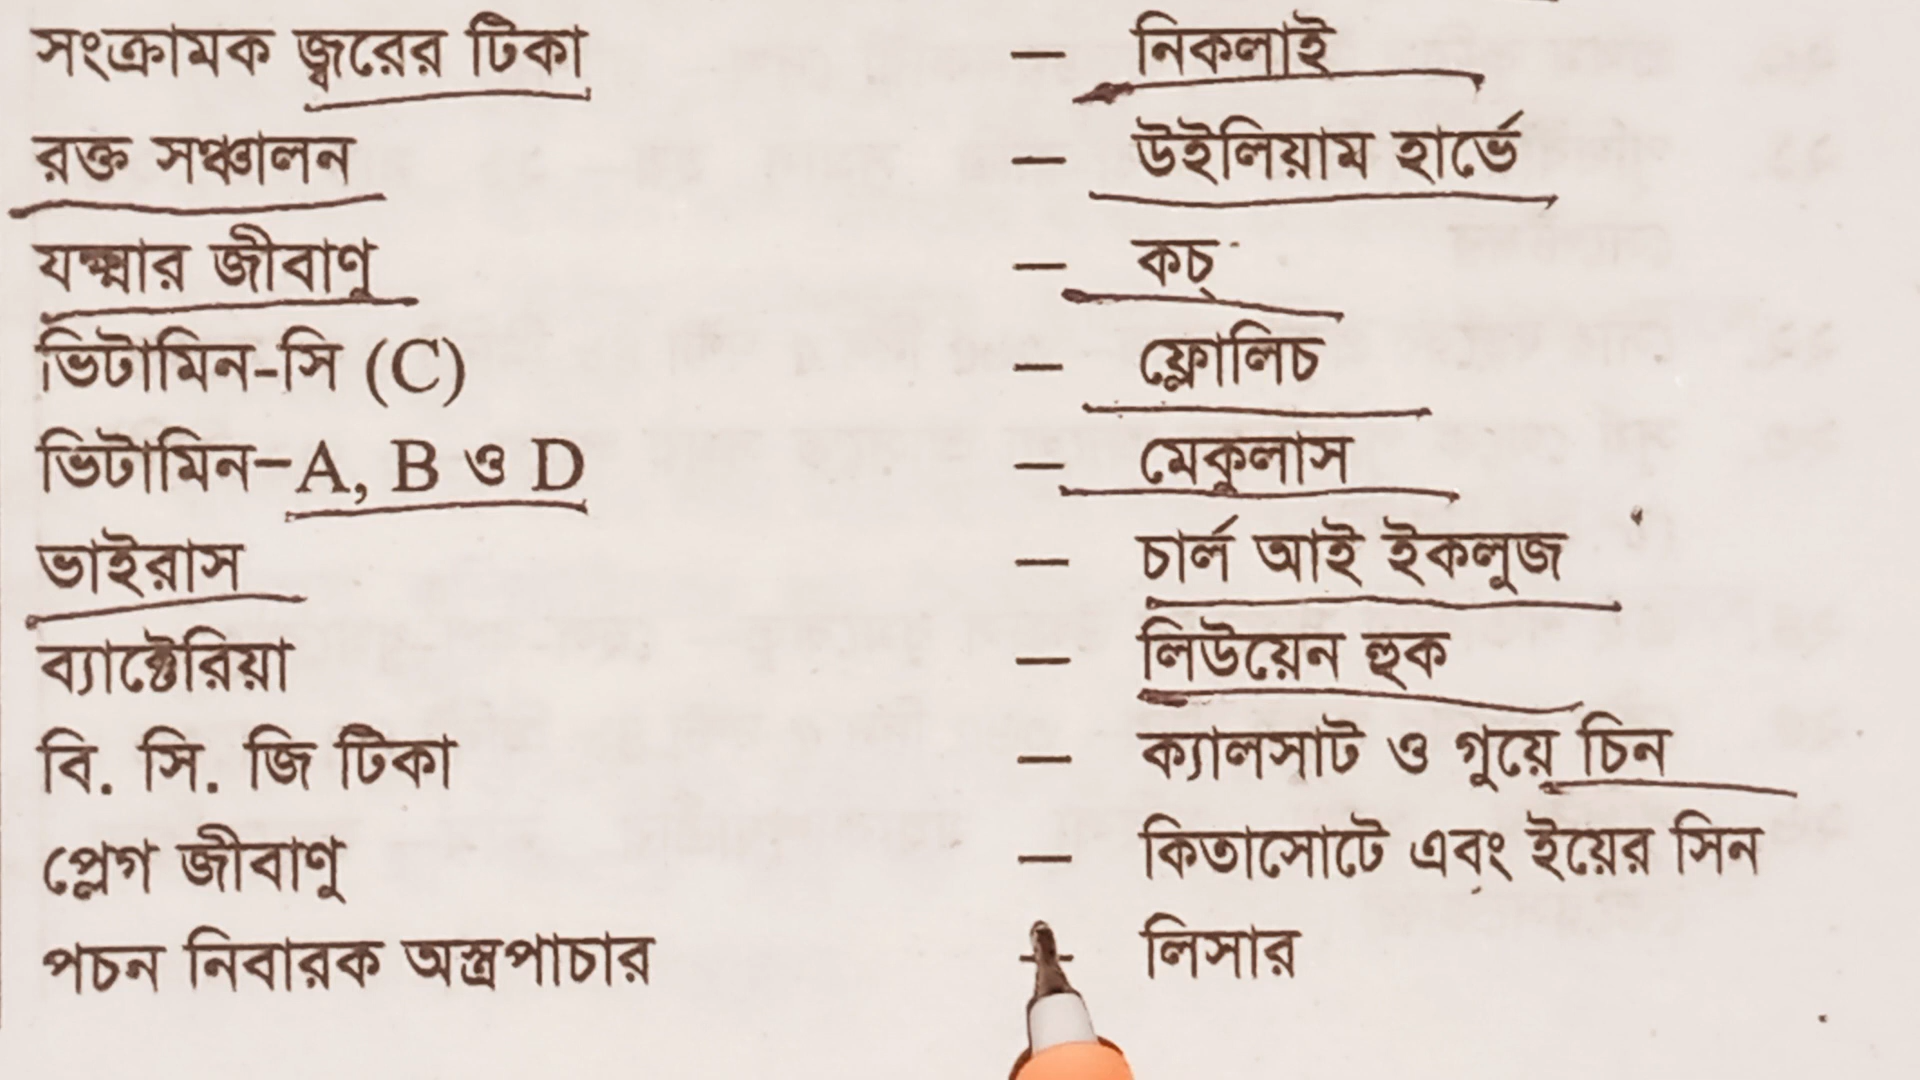 সংক্রামক জ্বরের টিকা – নিকলাই
রক্ত সঞ্চালন – উইলিয়াম হার্ভে
যক্ষ্মার জীবাণু – কচ্
ভিটামিন-সি (C) – ফ্লোলিচ
ভিটামিন–A, B ও D – মেকুলাস
ভাইরাস – চার্ল আই ইকলুজ
ব্যাক্টেরিয়া – লিউয়েন হুক
বি. সি. জি টিকা – ক্যালসাট ও গুয়ে চিন
প্লেগ জীবাণু – কিতাসোটে এবং ইয়ের সিন
পচন নিবারক অস্ত্রপাচার – লিসার